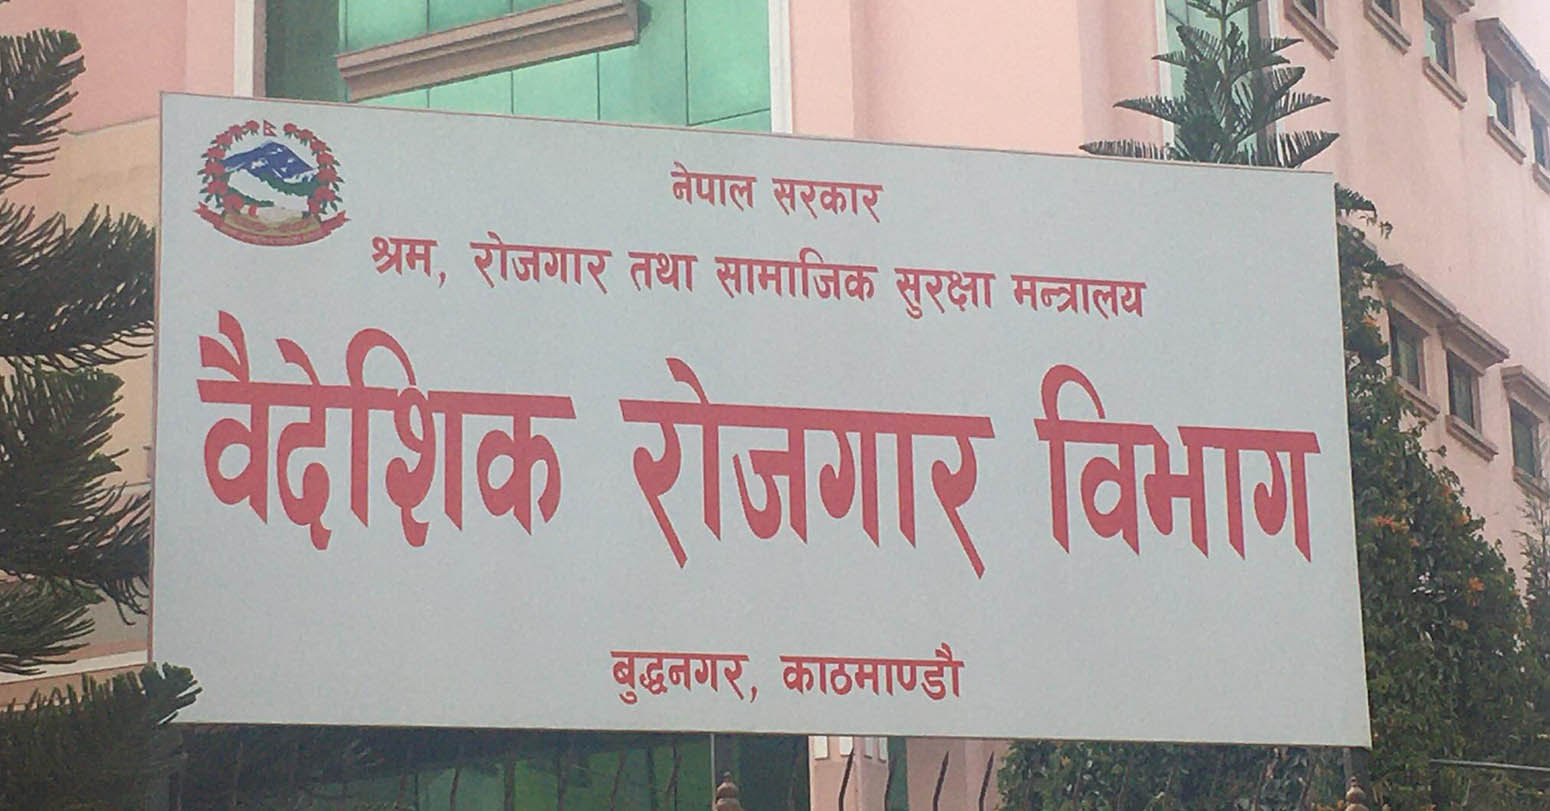 नेपाल सरकार
श्रम, रोजगार तथा सामाजिक सुरक्षा मन्त्रालय
वैदेशिक रोजगार विभाग
बुद्धनगर, काठमाण्डौ